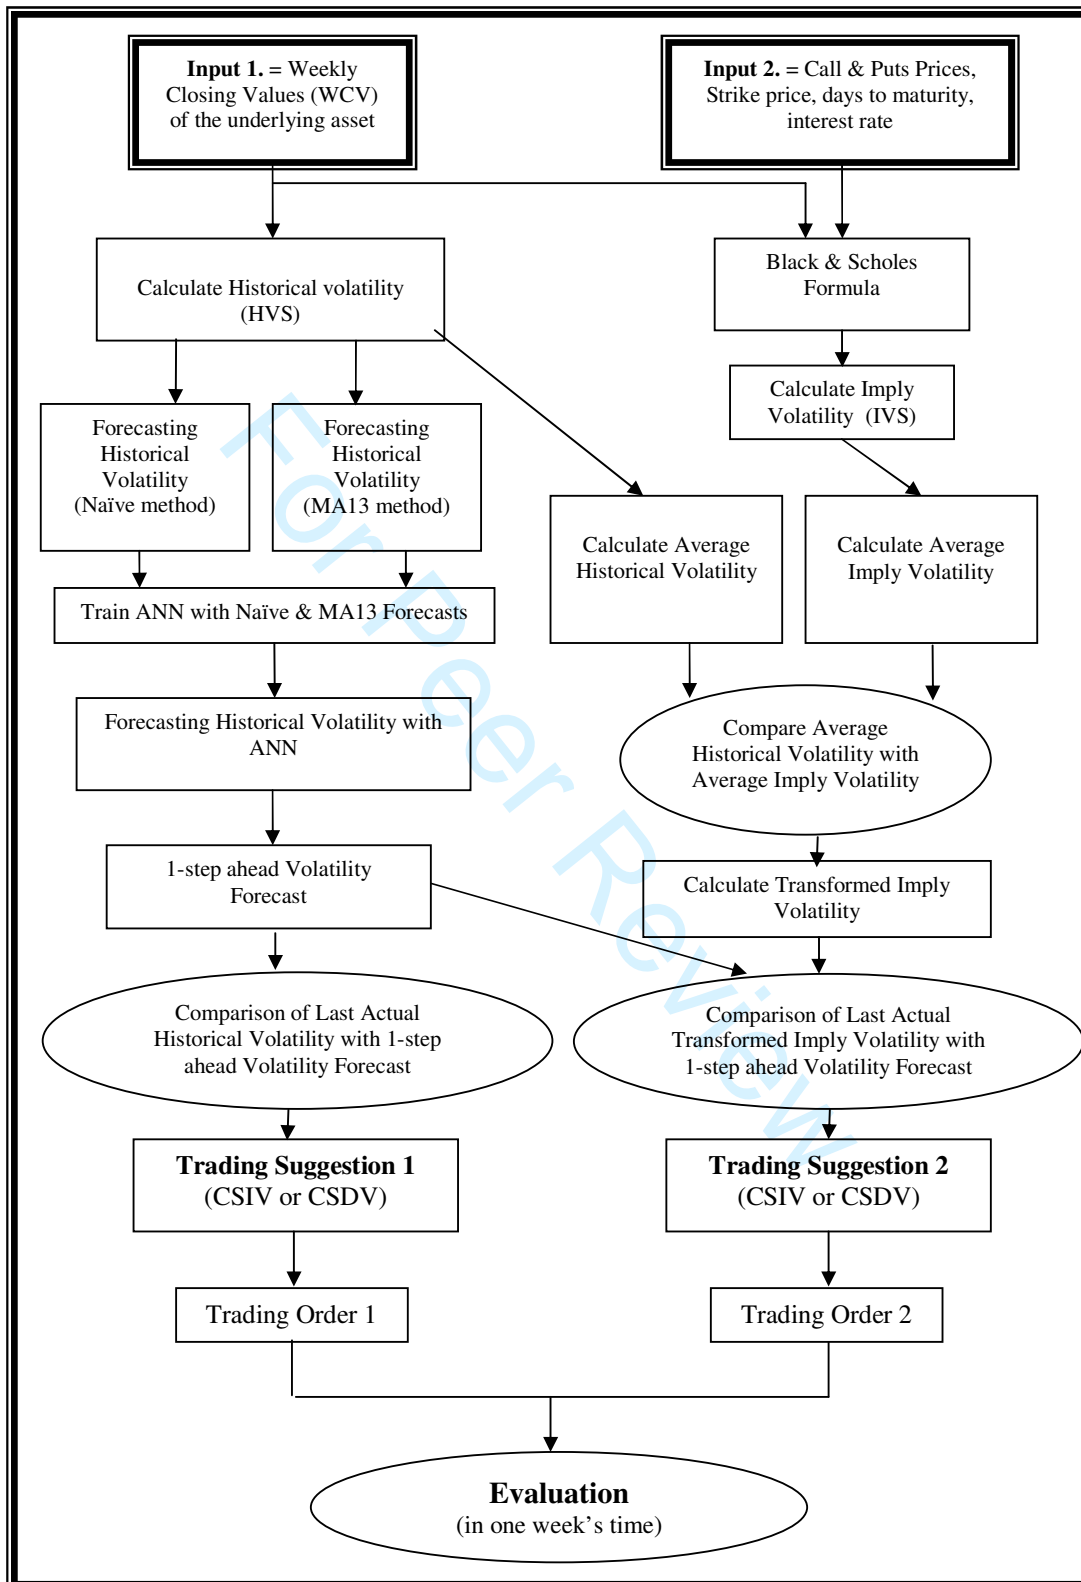 Input 1. = Weekly
Closing Values (WCV)
of the underlying asset
Input 2. = Call & Puts Prices,
Strike price, days to maturity,
interest rate
Calculate Historical volatility
(HVS)
Black & Scholes
Formula
Calculate Imply
Volatility (IVS)
Forecasting
Historical
Volatility
(Naïve method)
Forecasting
Historical
Volatility
(MA13 method)
Calculate Average
Historical Volatility
Calculate Average
Imply Volatility
Train ANN with Naïve & MA13 Forecasts
Forecasting Historical Volatility with
ANN
Compare Average
Historical Volatility with
Average Imply Volatility
1-step ahead Volatility
Forecast
Calculate Transformed Imply
Volatility
Comparison of Last Actual
Historical Volatility with 1-step
ahead Volatility Forecast
Comparison of Last Actual
Transformed Imply Volatility with
1-step ahead Volatility Forecast
Trading Suggestion 1
(CSIV or CSDV)
Trading Suggestion 2
(CSIV or CSDV)
Trading Order 1
Trading Order 2
Evaluation
(in one week's time)
For Peer Review